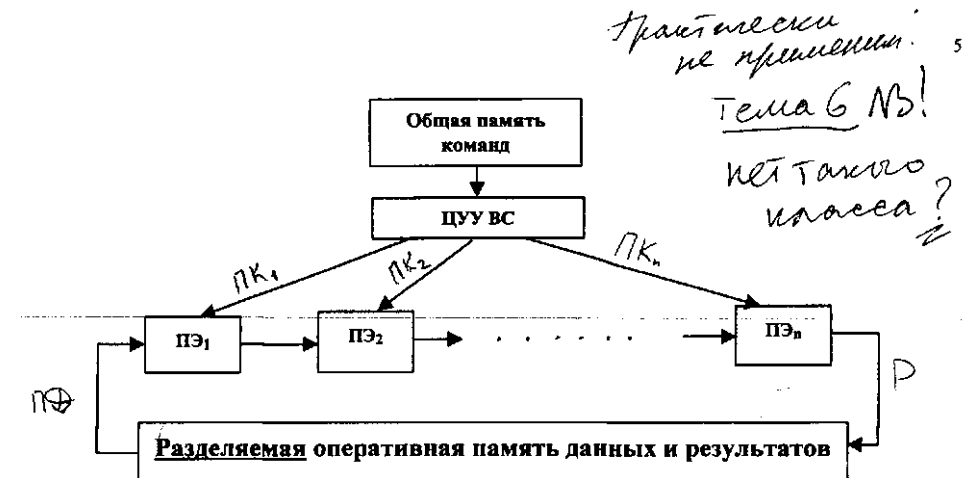 Практически
не применим.
5
Тема 6 NB!
нет такого
класса?
Общая память
команд
ЦУУ ВС
ПК₁
ПК₂
ПКₙ
ПЭ₁
ПЭ₂
. . . . . .
ПЭₙ
Р
Разделяемая оперативная память данных и результатов